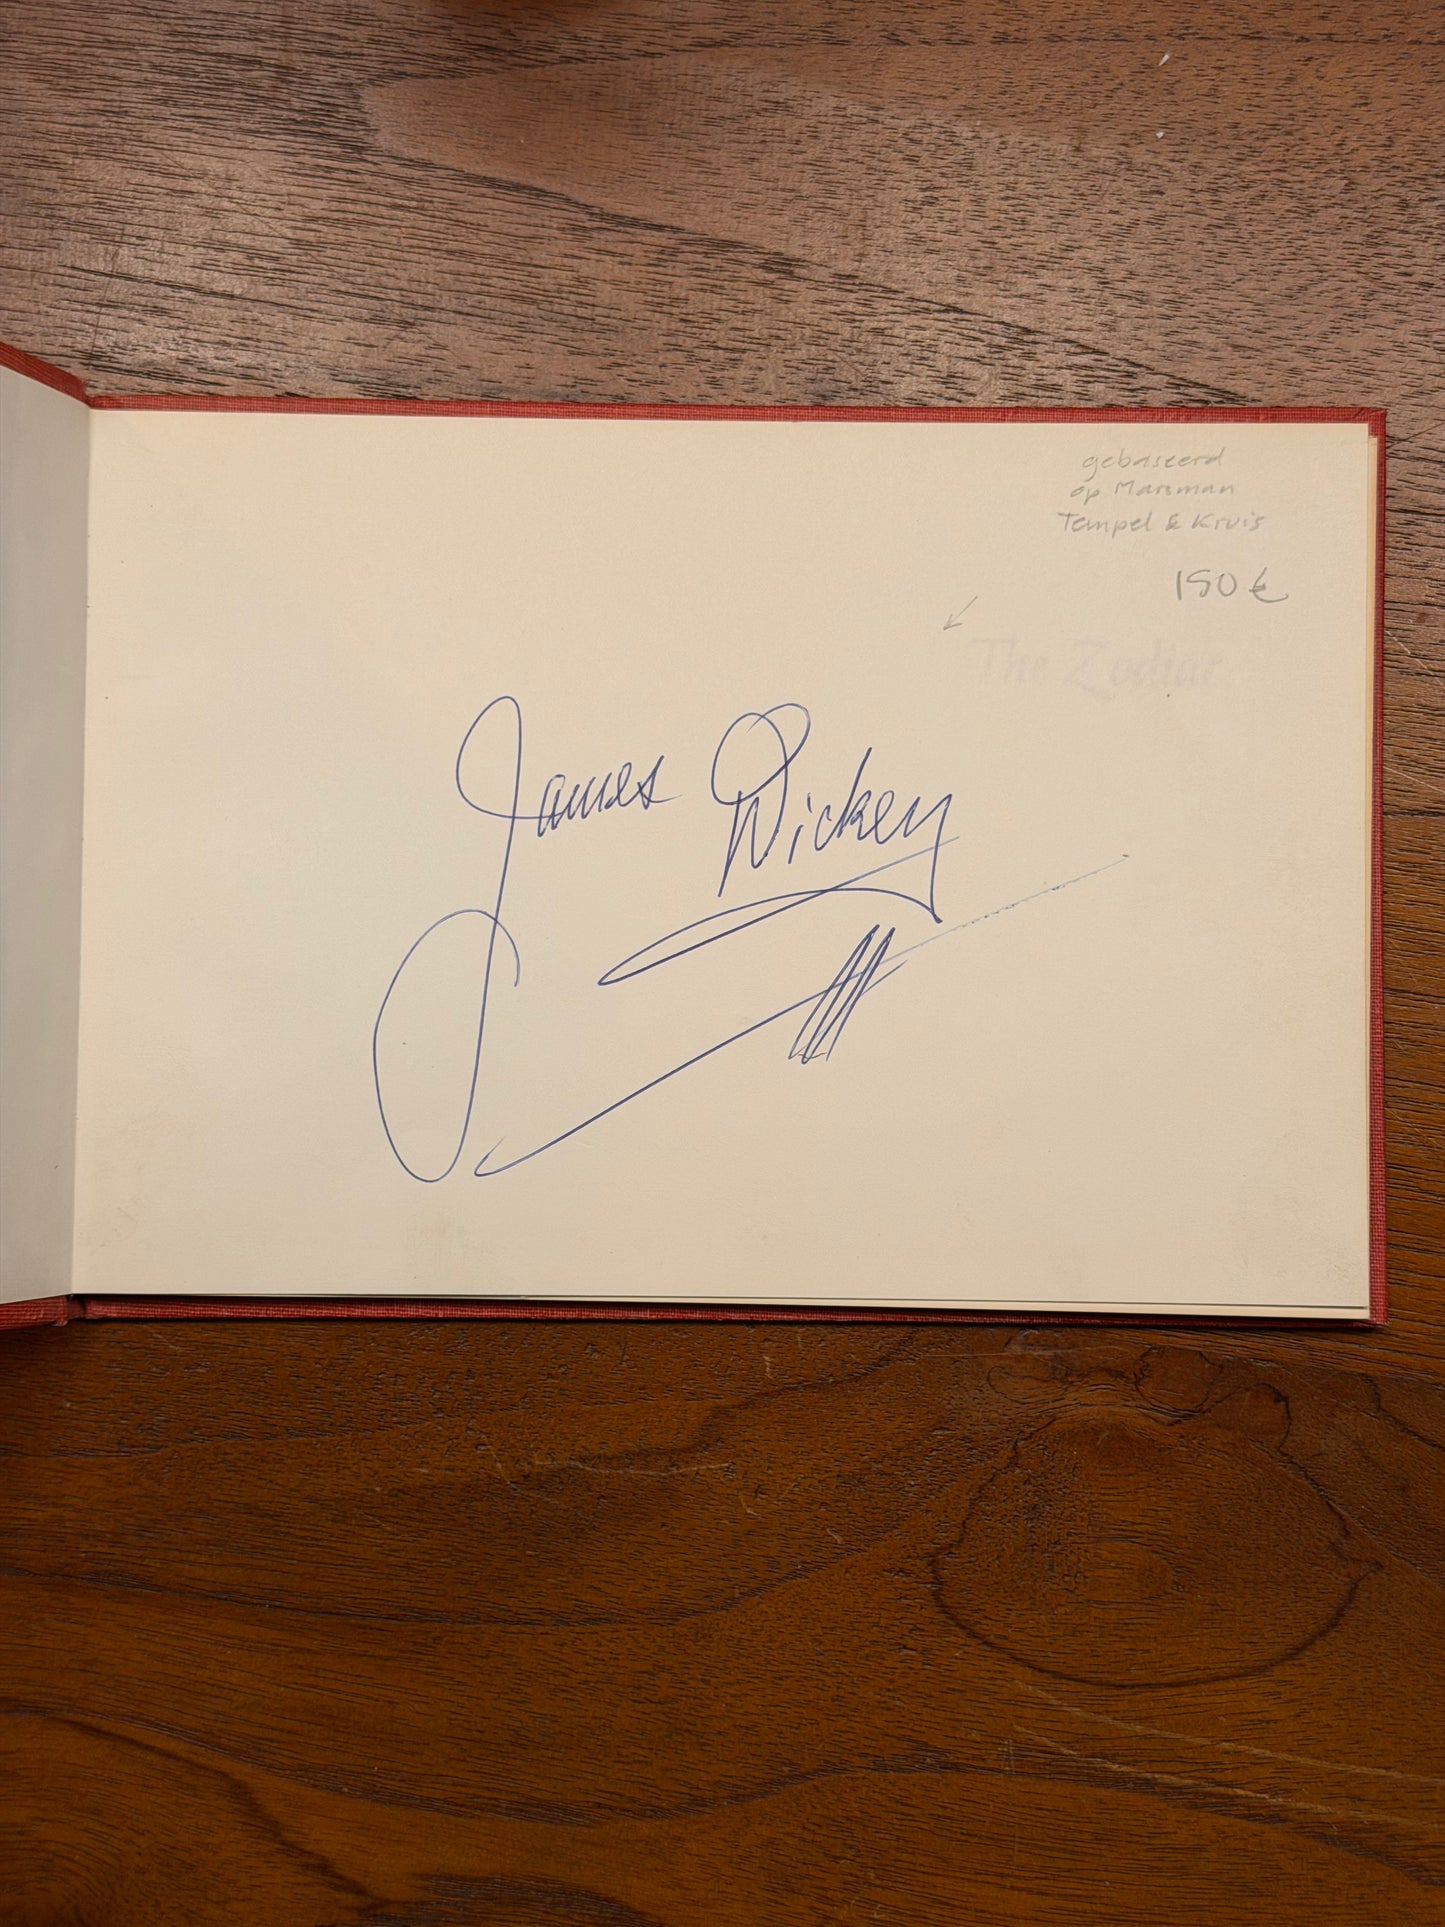 gebaseerd
op Marsman
Tempel & Kruis
150 €
The Zodiac
James Dickey